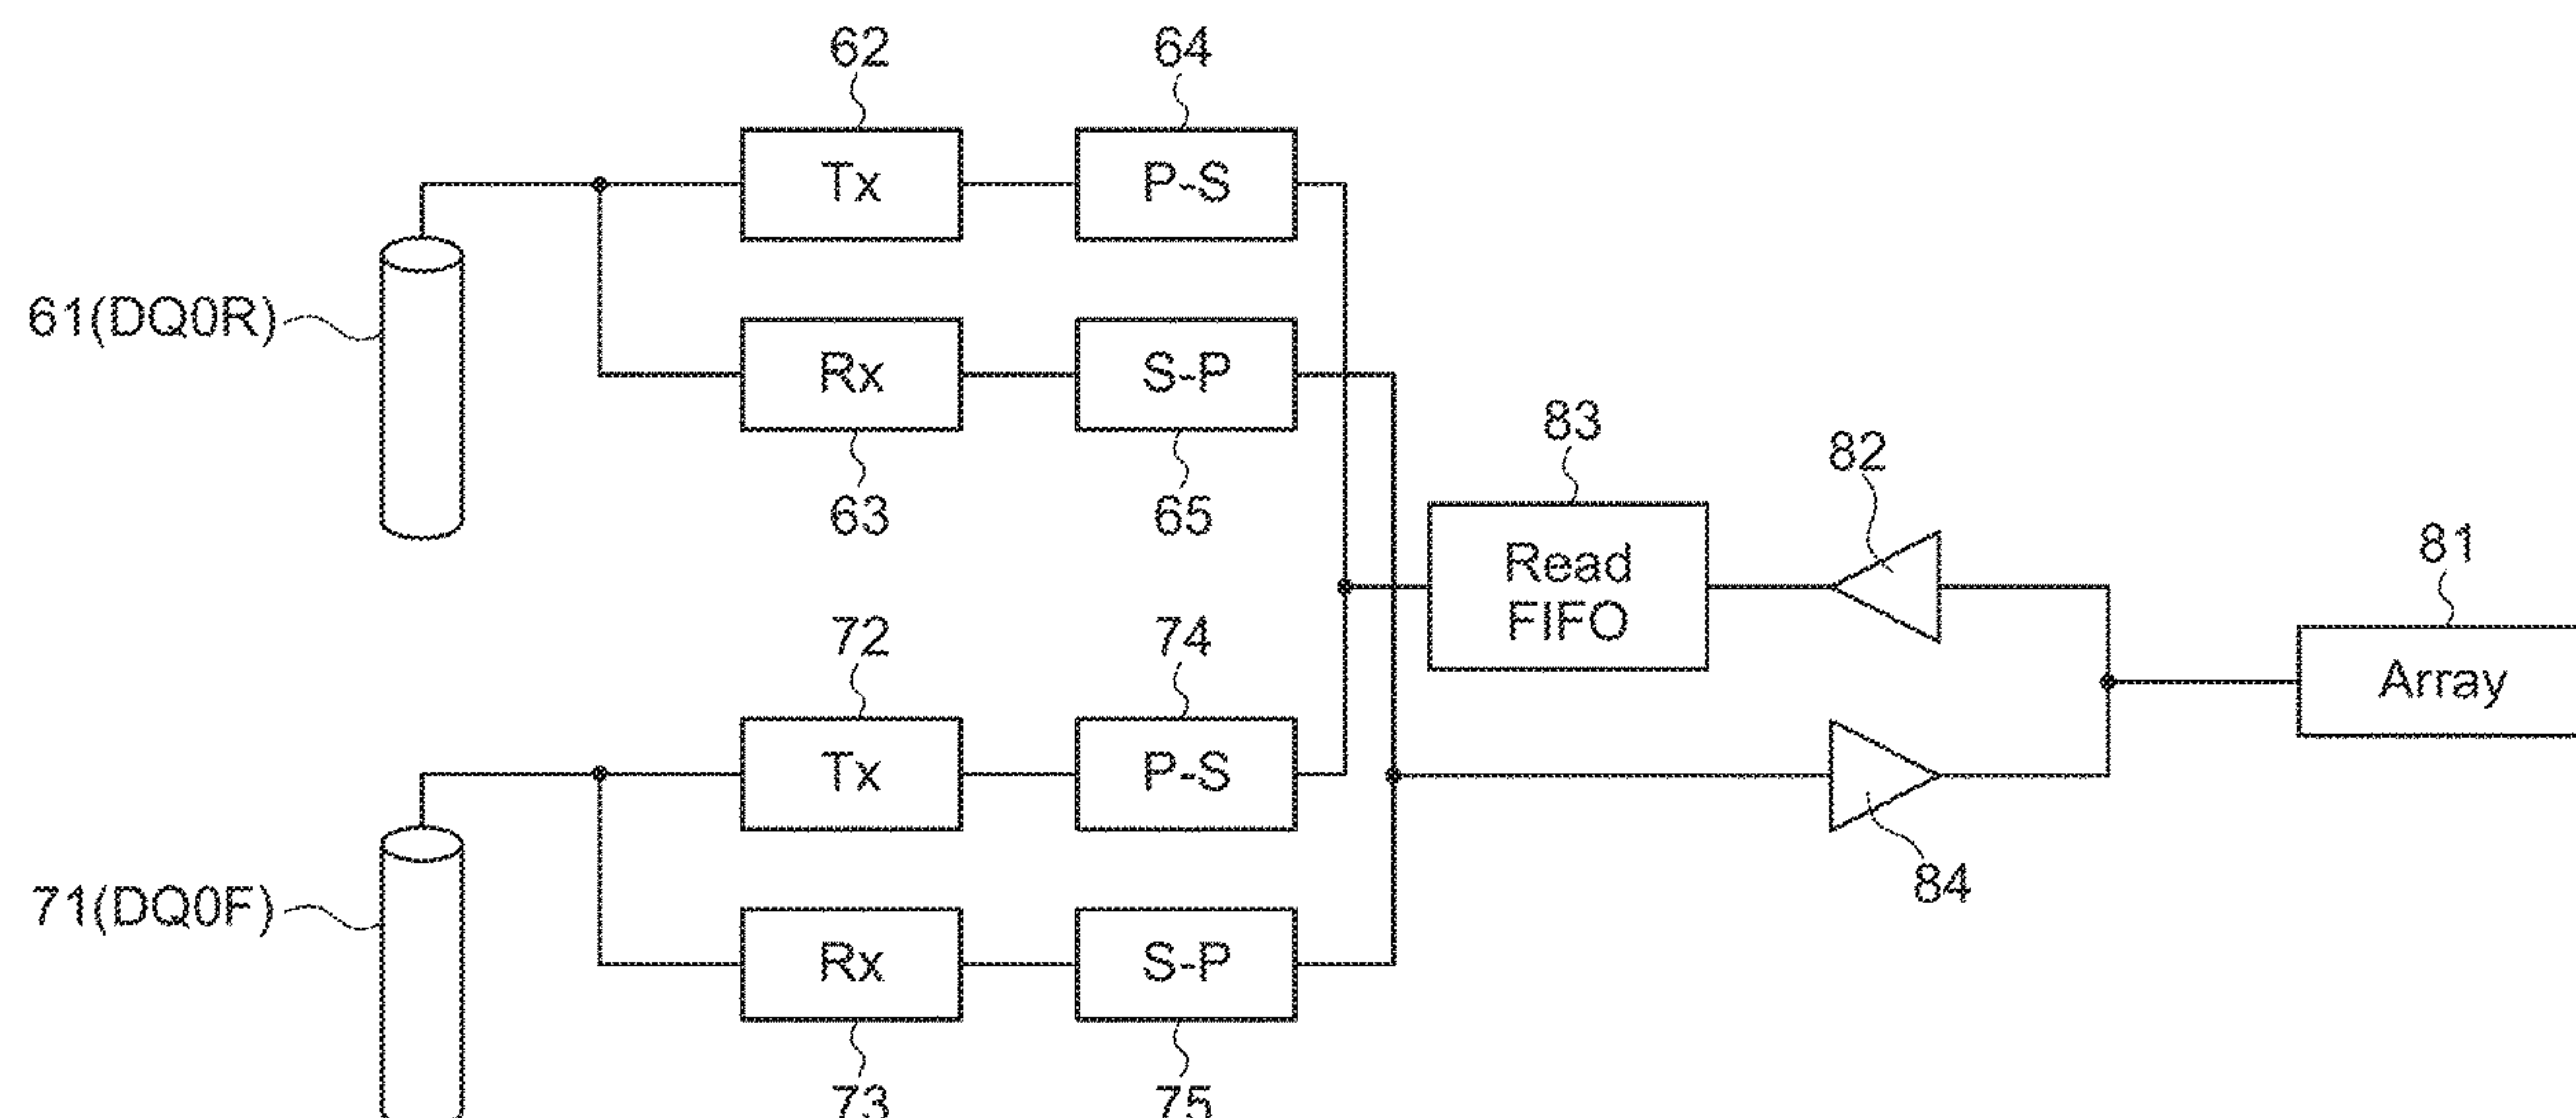 62
64
Tx
P-S
61(DQ0R)
Rx
S-P
63
65
83
82
Read
FIFO
81
Array
72
74
Tx
P-S
84
71(DQ0F)
Rx
S-P
73
75